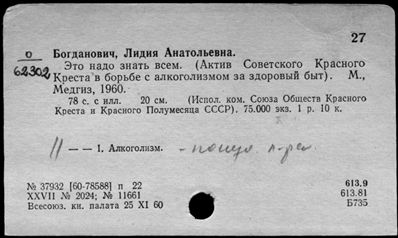 27
О
62302
Богданович, Лидия Анатольевна.
Это надо знать всем. (Актив Советского Красного
Креста в борьбе с алкоголизмом за здоровый быт). М.,
Медгиз, 1960.
78 с. с илл. 20 см. (Испол. ком. Союза Обществ Красного
Креста и Красного Полумесяца СССР). 75.000 экз. 1 р. 10 к.
— — 1. Алкоголизм.
№ 37932 [60-78588] п 22
XXVII № 2024; № 11661
Всесоюз. кн. палата 25 XI 60
613.9
613.81
Б735